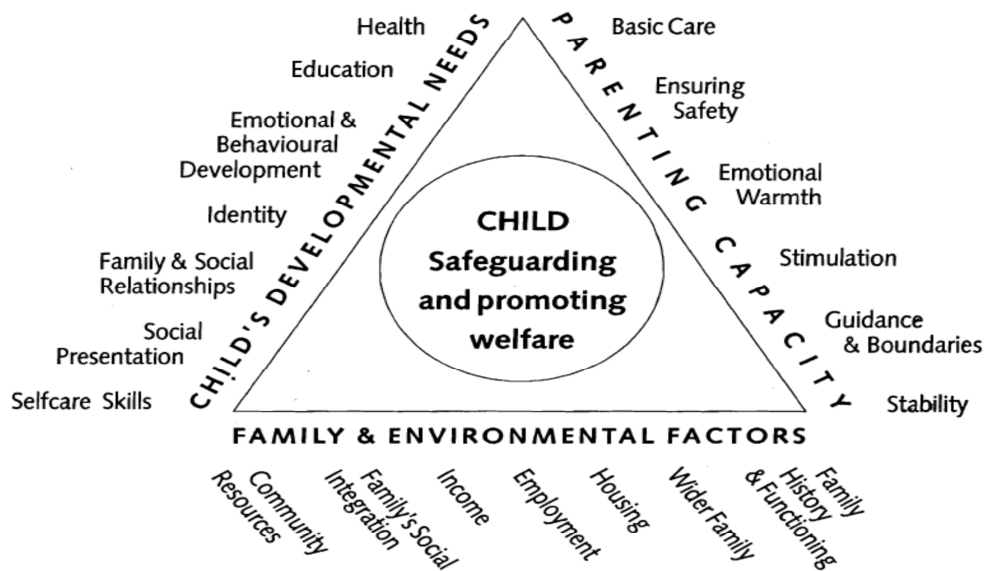 Health
Education
Emotional &
Behavioural
Development
Identity
Family & Social
Relationships
Social
Presentation
Selfcare Skills
CHILD'S DEVELOPMENTAL NEEDS
CHILD
Safeguarding
and promoting
welfare
PARENTING CAPACITY
Basic Care
Ensuring
Safety
Emotional
Warmth
Stimulation
Guidance
& Boundaries
Stability
FAMILY & ENVIRONMENTAL FACTORS
Community
Resources
Family's Social
Integration
Income
Employment
Housing
Wider Family
Family
History
& Functioning